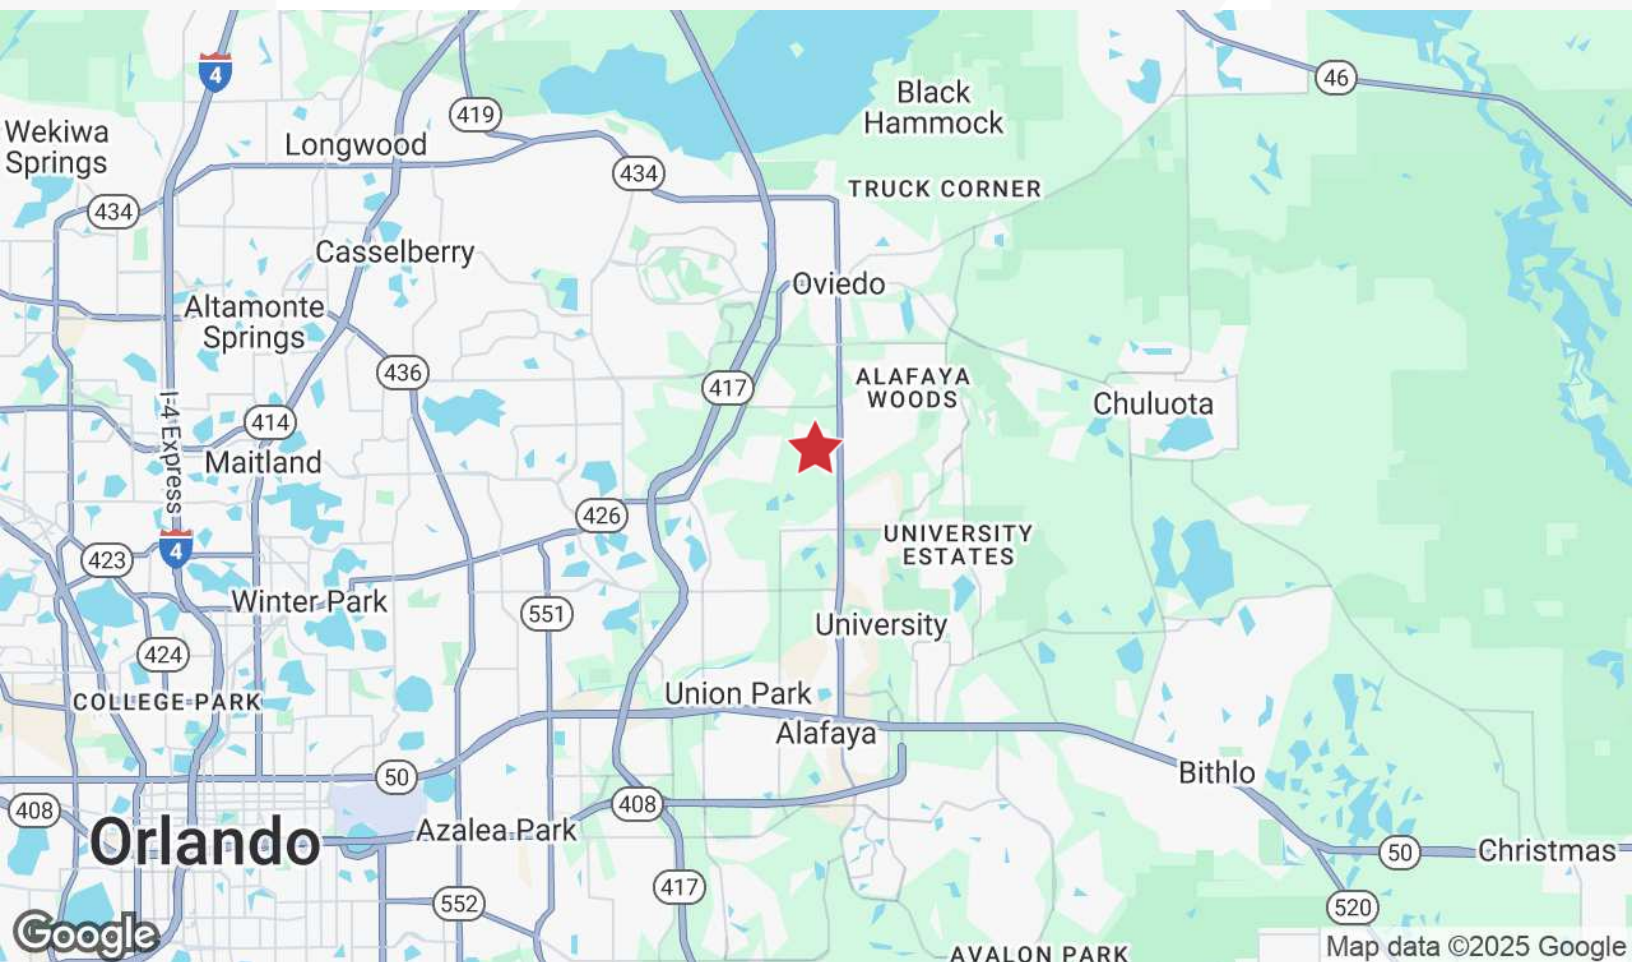 4
46
419
Black
Hammock
Wekiwa
Springs
Longwood
434
TRUCK CORNER
434
Casselberry
Oviedo
Altamonte
Springs
436
417
ALAFAYA
WOODS
Chuluota
I-4 Express
414
Maitland
426
UNIVERSITY
ESTATES
423
4
Winter Park
551
University
424
COLLEGE PARK
Union Park
Alafaya
50
Bithlo
408
408
Orlando
Azalea Park
50
Christmas
417
552
520
Google
Map data ©2025 Google
AVALON PARK